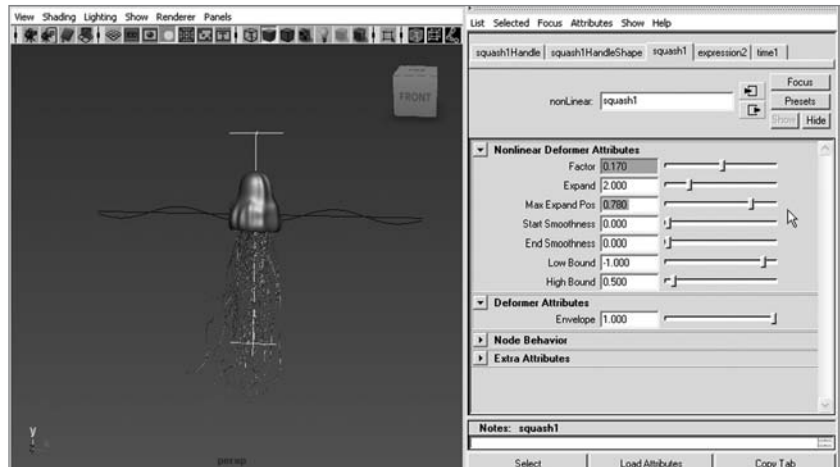 View Shading Lighting Show Renderer Panels
FRONT
y
persp
List Selected Focus Attributes Show Help
squash1Handle squash1HandleShape squash1 expression2 time1
nonLinear: squash1
Focus
Presets
Show Hide
Nonlinear Deformer Attributes
Factor 0.170
Expand 2.000
Max Expand Pos 0.780
Start Smoothness 0.000
End Smoothness 0.000
Low Bound -1.000
High Bound 0.500
Deformer Attributes
Envelope 1.000
Node Behavior
Extra Attributes
Notes: squash1
Select Load Attributes Copy Tab